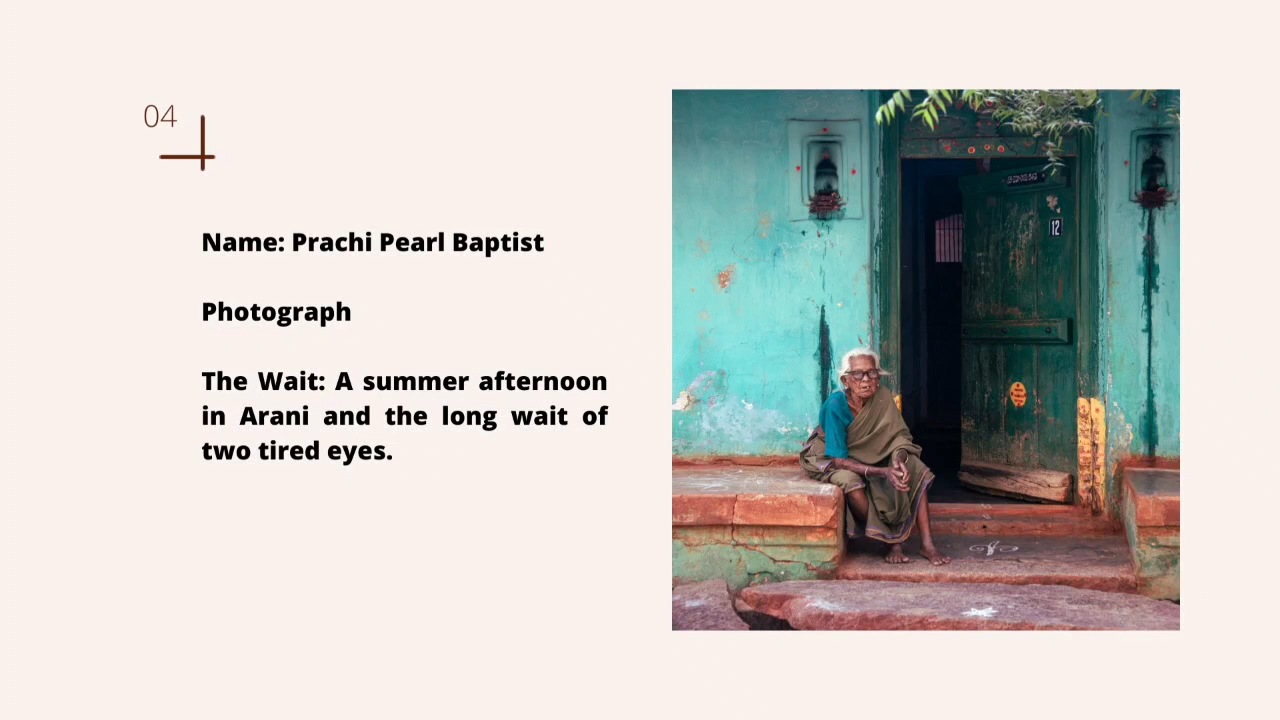 04
Name: Prachi Pearl Baptist
Photograph
The Wait: A summer afternoon
in Arani and the long wait of
two tired eyes.
12